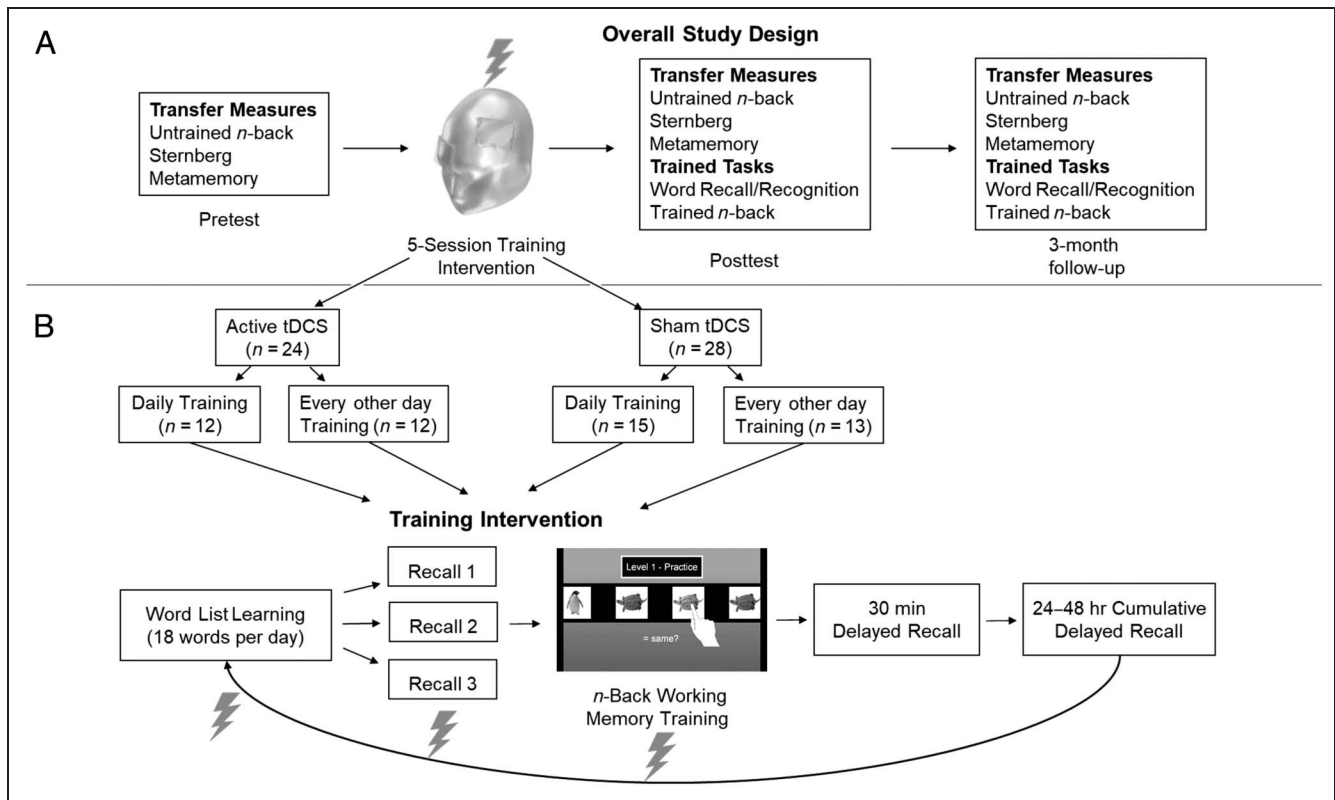 A
Overall Study Design
Transfer Measures
Untrained n-back
Sternberg
Metamemory
Pretest
5-Session Training
Intervention
Transfer Measures
Untrained n-back
Sternberg
Metamemory
Trained Tasks
Word Recall/Recognition
Trained n-back
Posttest
Transfer Measures
Untrained n-back
Sternberg
Metamemory
Trained Tasks
Word Recall/Recognition
Trained n-back
3-month
follow-up
B
Active tDCS
(n = 24)
Sham tDCS
(n = 28)
Daily Training
(n = 12)
Every other day
Training (n = 12)
Daily Training
(n = 15)
Every other day
Training (n = 13)
Training Intervention
Word List Learning
(18 words per day)
Recall 1
Recall 2
Recall 3
Level 1 - Practice
= same?
n-Back Working
Memory Training
30 min
Delayed Recall
24–48 hr Cumulative
Delayed Recall